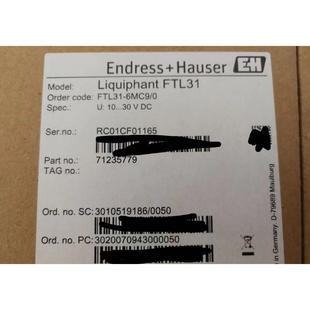 Endress+Hauser EH
Model: Liquiphant FTL31
Order code: FTL31-6MC9/0
Spec.: U: 10...30 V DC
Ser.no.: RC01CF01165
Part no.: 71235779
TAG no.:
Ord. no. SC: 3010519186/0050
Ord. no. PC: 3020070943000050
in Germany. D-79689 Maulburg